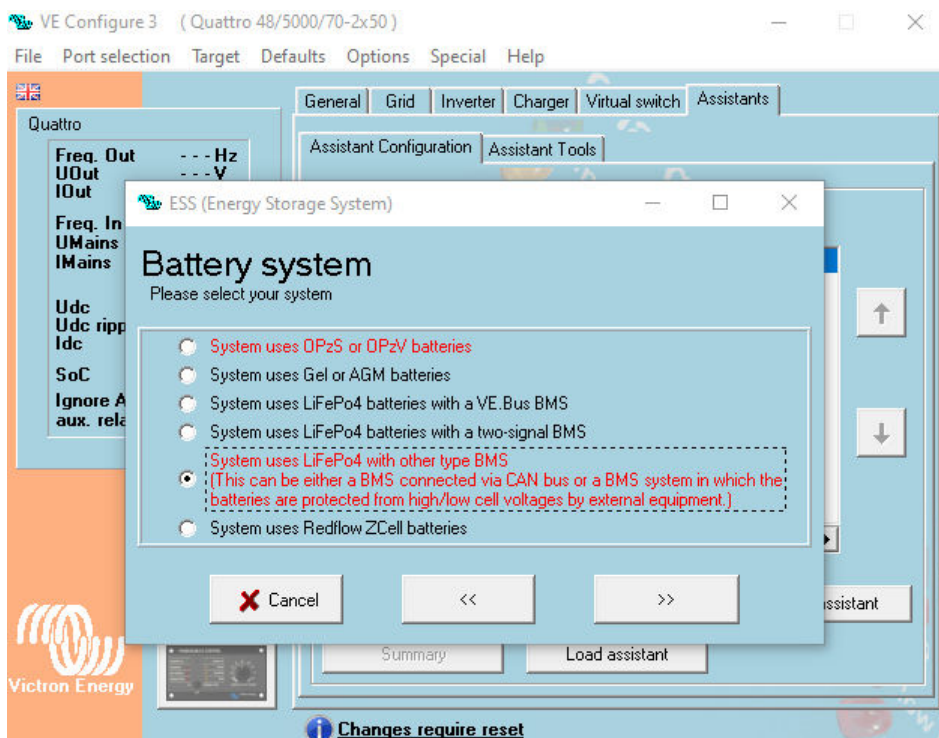 VE Configure 3 ( Quattro 48/5000/70-2x50 )
File Port selection Target Defaults Options Special Help
General Grid Inverter Charger Virtual switch Assistants
Quattro
Assistant Configuration Assistant Tools
Freq. Out - - - Hz
UOut - - - V
IOut
ESS (Energy Storage System)
Freq. In
UMains
IMains
Battery system
Please select your system
Udc
Udc ripp
Idc
System uses OPzS or OPzV batteries
SoC
System uses Gel or AGM batteries
Ignore A
aux. rela
System uses LiFePo4 batteries with a VE.Bus BMS
System uses LiFePo4 batteries with a two-signal BMS
System uses LiFePo4 with other type BMS
(This can be either a BMS connected via CAN bus or a BMS system in which the
batteries are protected from high/low cell voltages by external equipment.)
System uses Redflow ZCell batteries
Cancel << >>
ssistant
Summary Load assistant
Victron Energy
Changes require reset